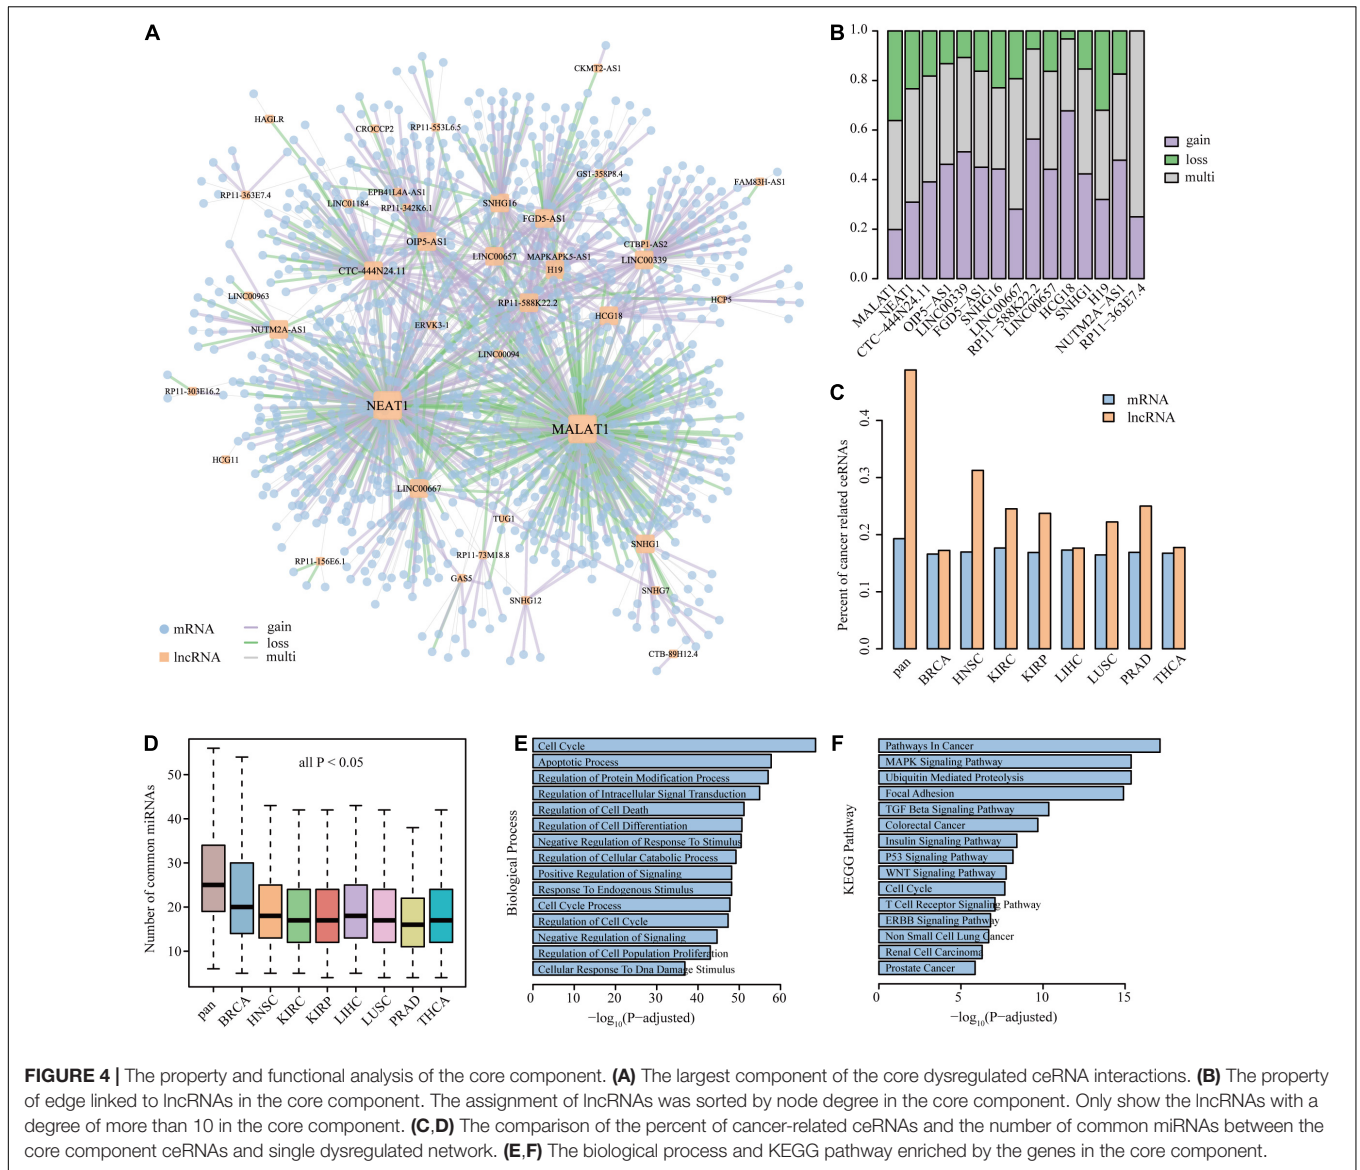 A
CKMT2-AS1
HAGLR
CROCCP2
RP11-553L6.5
GS1-358P8.4
FAM83H-AS1
RP11-363E7.4
EPB41L4A-AS1
LINC01184
RP11-342K6.1
SNHG16
FGD5-AS1
OIP5-AS1
CTBP1-AS2
LINC00657
MAPKAPK5-AS1
LINC00339
CTC-444N24.11
H19
LINC00963
RP11-588K22.2
HCP5
NUTM2A-AS1
ERVK3-1
HCG18
LINC00094
RP11-303E16.2
NEAT1
MALAT1
HCG11
LINC00667
TUG1
SNHG1
RP11-156E6.1
RP11-73M18.8
GAS5
SNHG7
SNHG12
CTB-89H12.4
mRNA
lncRNA
gain
loss
multi
B
1.0
0.8
0.6
0.4
0.2
0.0
MALAT1
NEAT1
CTC−444N24.11
OIP5−AS1
LINC00339
FGD5−AS1
SNHG16
LINC00667
RP11−588K22.2
LINC00657
HCG18
SNHG1
H19
NUTM2A−AS1
RP11−363E7.4
gain
loss
multi
C
Percent of cancer related ceRNAs
0.4
0.3
0.2
0.1
0.0
mRNA
lncRNA
pan
BRCA
HNSC
KIRC
KIRP
LIHC
LUSC
PRAD
THCA
D
all P < 0.05
Number of common miRNAs
50
40
30
20
10
pan
BRCA
HNSC
KIRC
KIRP
LIHC
LUSC
PRAD
THCA
E
Biological Process
Cell Cycle
Apoptotic Process
Regulation of Protein Modification Process
Regulation of Intracellular Signal Transduction
Regulation of Cell Death
Regulation of Cell Differentiation
Negative Regulation of Response To Stimulus
Regulation of Cellular Catabolic Process
Positive Regulation of Signaling
Response To Endogenous Stimulus
Cell Cycle Process
Regulation of Cell Cycle
Negative Regulation of Signaling
Regulation of Cell Population Proliferation
Cellular Response To Dna Damage Stimulus
0 10 20 30 40 50 60
−log10(P−adjusted)
F
KEGG Pathway
Pathways In Cancer
MAPK Signaling Pathway
Ubiquitin Mediated Proteolysis
Focal Adhesion
TGF Beta Signaling Pathway
Colorectal Cancer
Insulin Signaling Pathway
P53 Signaling Pathway
WNT Signaling Pathway
Cell Cycle
T Cell Receptor Signaling Pathway
ERBB Signaling Pathway
Non Small Cell Lung Cancer
Renal Cell Carcinoma
Prostate Cancer
0 5 10 15
−log10(P−adjusted)
FIGURE 4 | The property and functional analysis of the core component. (A) The largest component of the core dysregulated ceRNA interactions. (B) The property
of edge linked to lncRNAs in the core component. The assignment of lncRNAs was sorted by node degree in the core component. Only show the lncRNAs with a
degree of more than 10 in the core component. (C,D) The comparison of the percent of cancer-related ceRNAs and the number of common miRNAs between the
core component ceRNAs and single dysregulated network. (E,F) The biological process and KEGG pathway enriched by the genes in the core component.